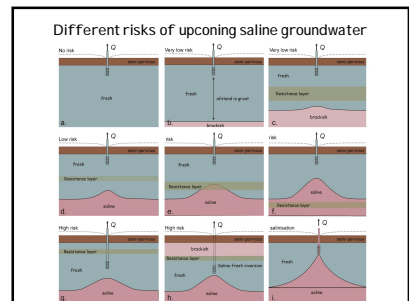 Different risks of upconing saline groundwater
No risk
Q
semi-pervious
fresh
a.
Very low risk
Q
semi-pervious
fresh
afstand is groot
b.
brackish
Very low risk
Q
semi-pervious
fresh
Resistance layer
brackish
c.
Low risk
Q
semi-pervious
fresh
Resistance layer
saline
d.
risk
Q
semi-pervious
fresh
Resistance layer
saline
e.
risk
Q
semi-pervious
fresh
saline
Resistance layer
f.
High risk
Q
semi-pervious
Resistance layer
fresh
saline
g.
High risk
Q
semi-pervious
brackish
Resistance layer
Saline-fresh inversion
fresh
saline
h.
salinisation
Q
semi-pervious
fresh
saline
i.